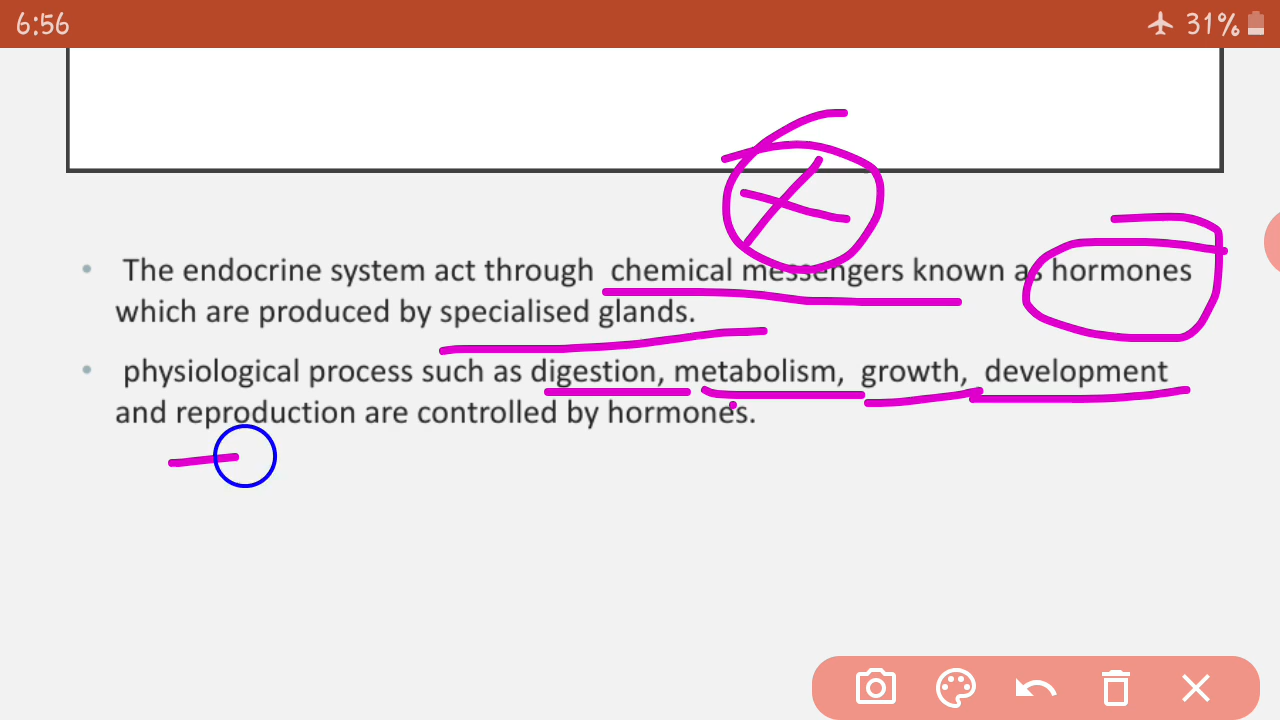 6:56
31%
• The endocrine system act through chemical messengers known as hormones
which are produced by specialised glands.
• physiological process such as digestion, metabolism, growth, development
and reproduction are controlled by hormones.